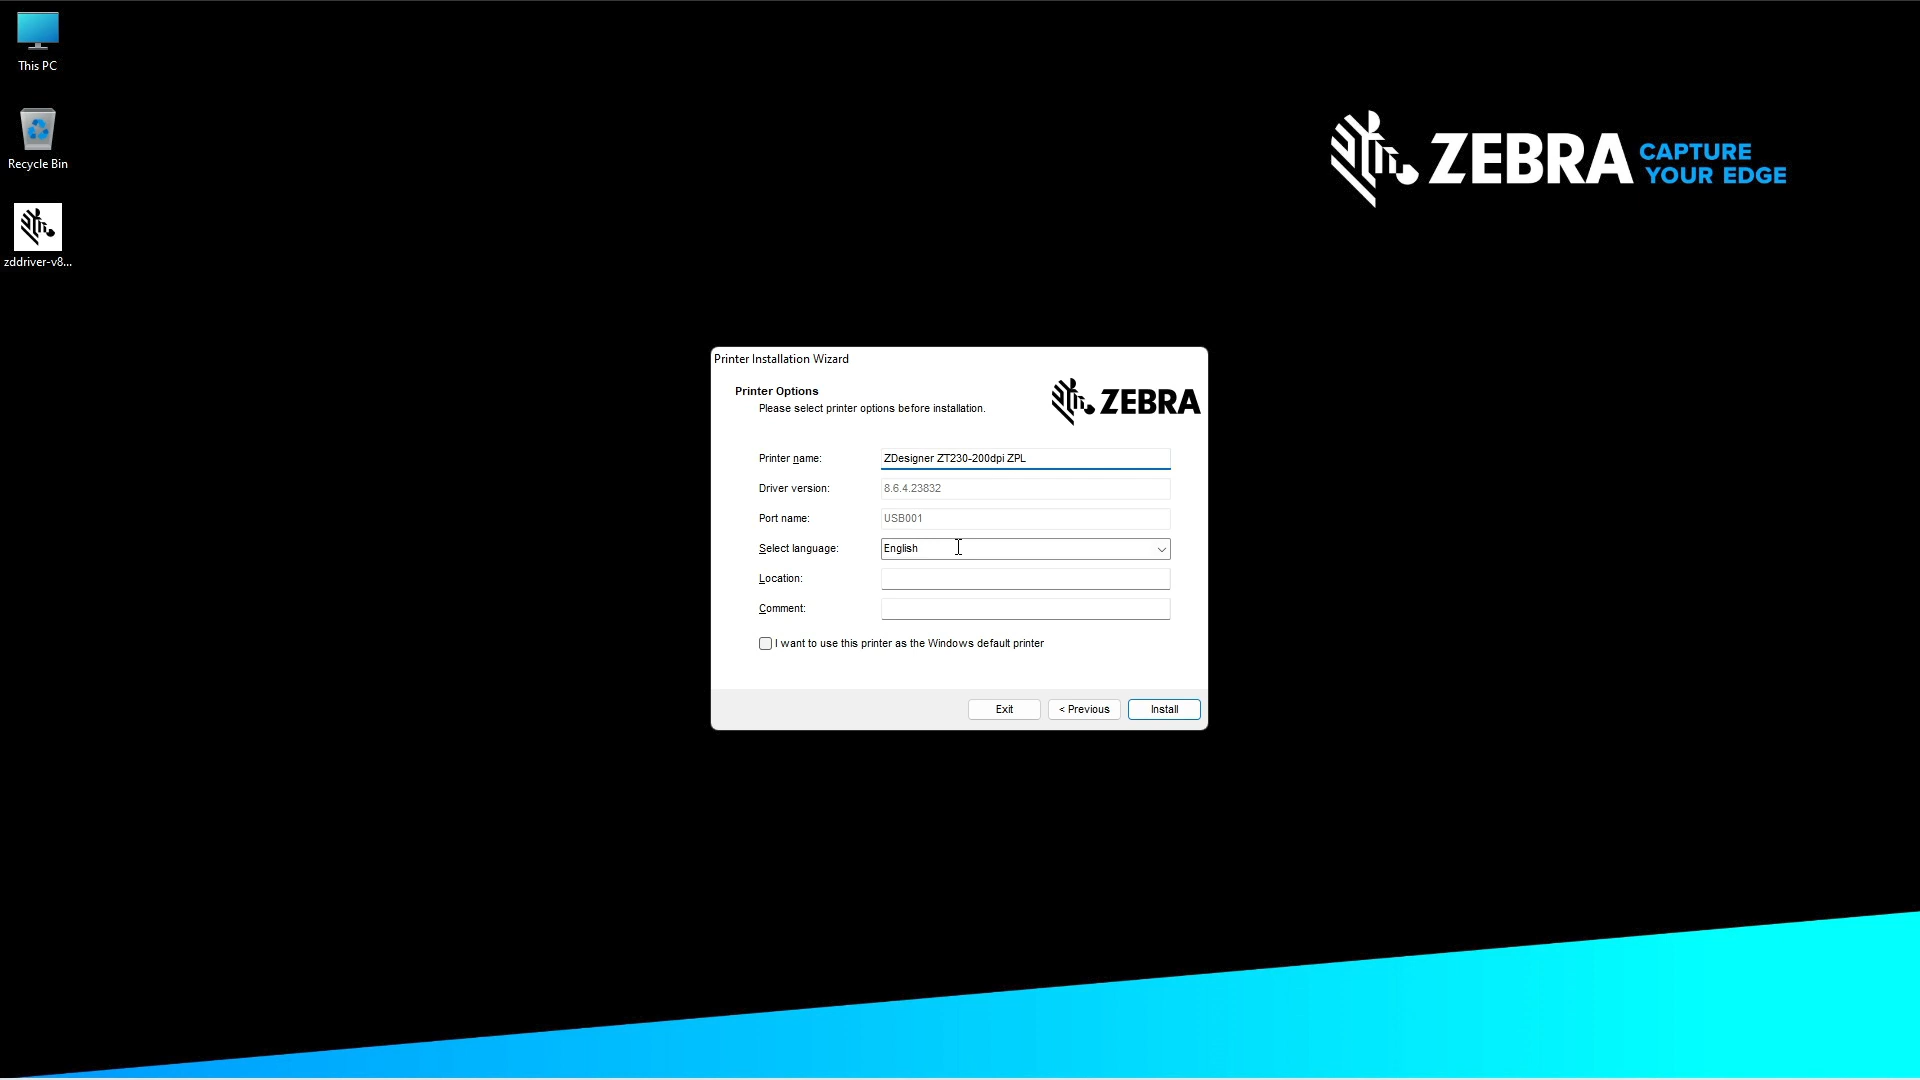 This PC
Recycle Bin
zddriver-v8...
ZEBRA CAPTURE
YOUR EDGE
Printer Installation Wizard
Printer Options
Please select printer options before installation.
ZEBRA
Printer name: ZDesigner ZT230-200dpi ZPL
Driver version: 8.6.4.23832
Port name: USB001
Select language: English
Location:
Comment:
I want to use this printer as the Windows default printer
Exit < Previous Install